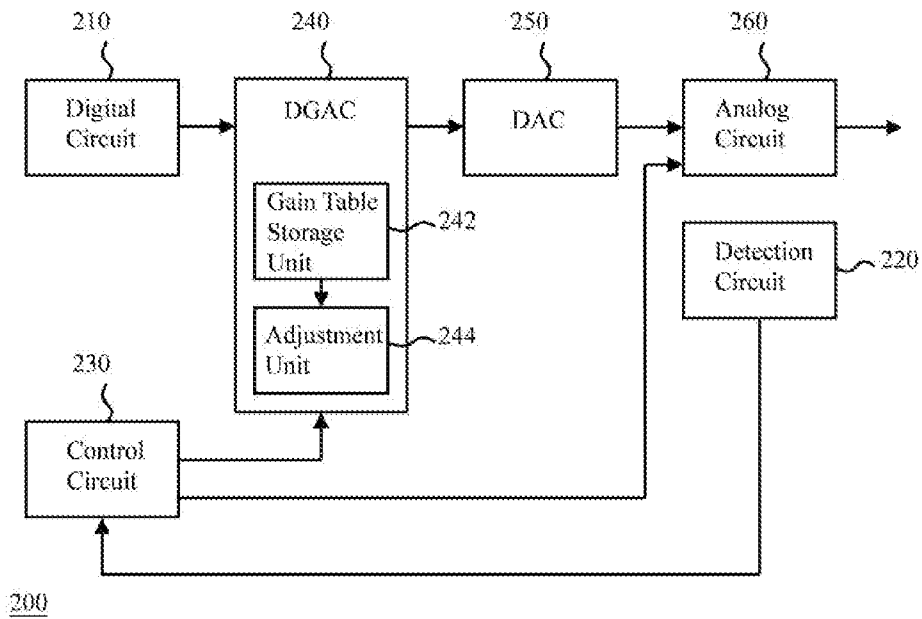 210
240
250
260
Digital
Circuit
DGAC
DAC
Analog
Circuit
Gain Table
Storage
Unit
242
Detection
Circuit
220
Adjustment
Unit
244
230
Control
Circuit
200